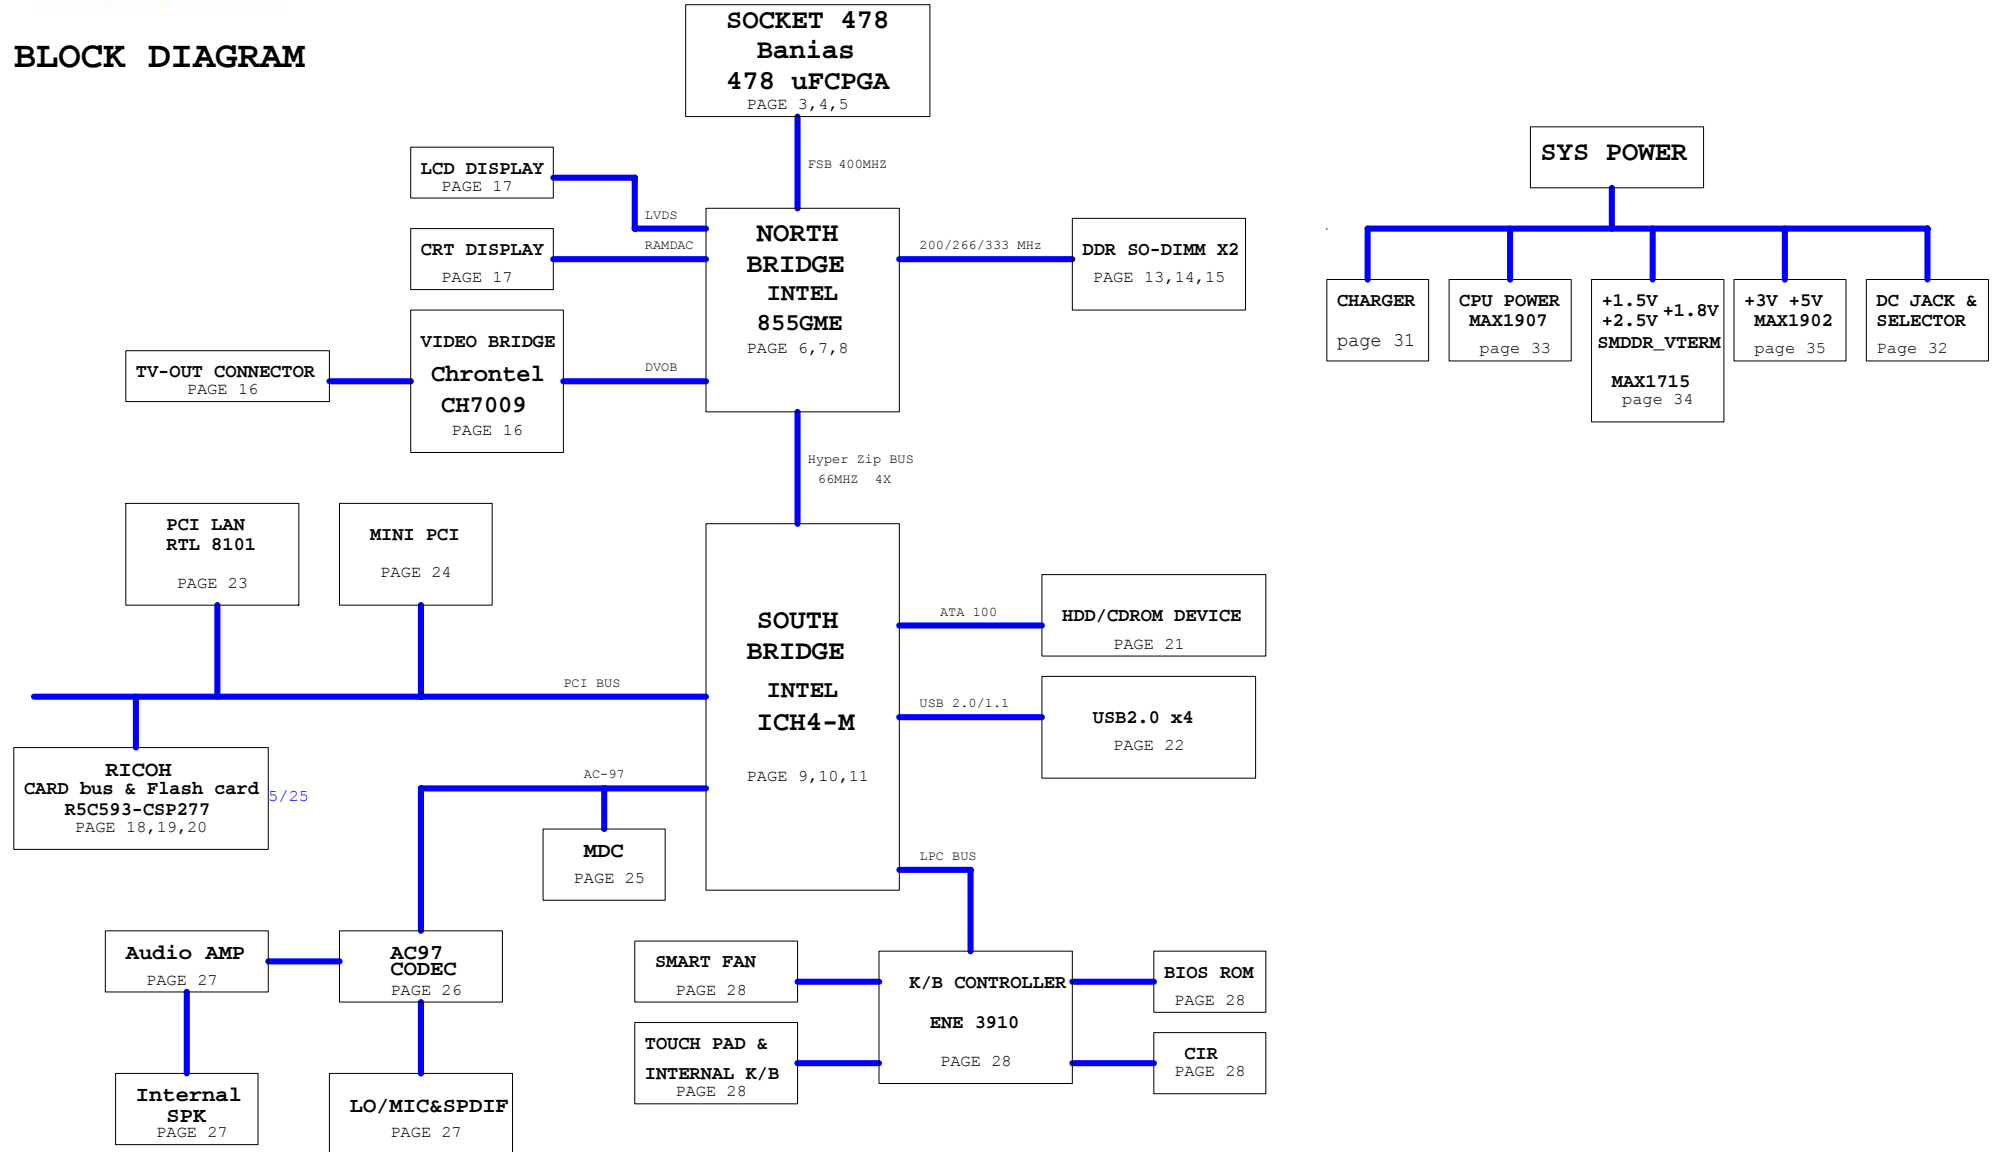 BLOCK DIAGRAM
SOCKET 478
Banias
478 uFCPGA
PAGE 3,4,5
FSB 400MHZ
LCD DISPLAY
PAGE 17
LVDS
CRT DISPLAY
PAGE 17
RAMDAC
NORTH
BRIDGE
INTEL
855GME
PAGE 6,7,8
200/266/333 MHz
DDR SO-DIMM X2
PAGE 13,14,15
VIDEO BRIDGE
Chrontel
CH7009
PAGE 16
DVOB
TV-OUT CONNECTOR
PAGE 16
Hyper Zip BUS
66MHZ 4X
SYS POWER
CHARGER
page 31
CPU POWER
MAX1907
page 33
+1.5V
+1.8V
+2.5V
SMDDR_VTERM
MAX1715
page 34
+3V +5V
MAX1902
page 35
DC JACK &
SELECTOR
Page 32
PCI LAN
RTL 8101
PAGE 23
MINI PCI
PAGE 24
PCI BUS
SOUTH
BRIDGE
INTEL
ICH4-M
PAGE 9,10,11
ATA 100
HDD/CDROM DEVICE
PAGE 21
USB 2.0/1.1
USB2.0 x4
PAGE 22
RICOH
CARD bus & Flash card
R5C593-CSP277
PAGE 18,19,20
5/25
AC-97
MDC
PAGE 25
LPC BUS
Audio AMP
PAGE 27
AC97
CODEC
PAGE 26
Internal
SPK
PAGE 27
LO/MIC&SPDIF
PAGE 27
SMART FAN
PAGE 28
TOUCH PAD &
INTERNAL K/B
PAGE 28
K/B CONTROLLER
ENE 3910
PAGE 28
BIOS ROM
PAGE 28
CIR
PAGE 28